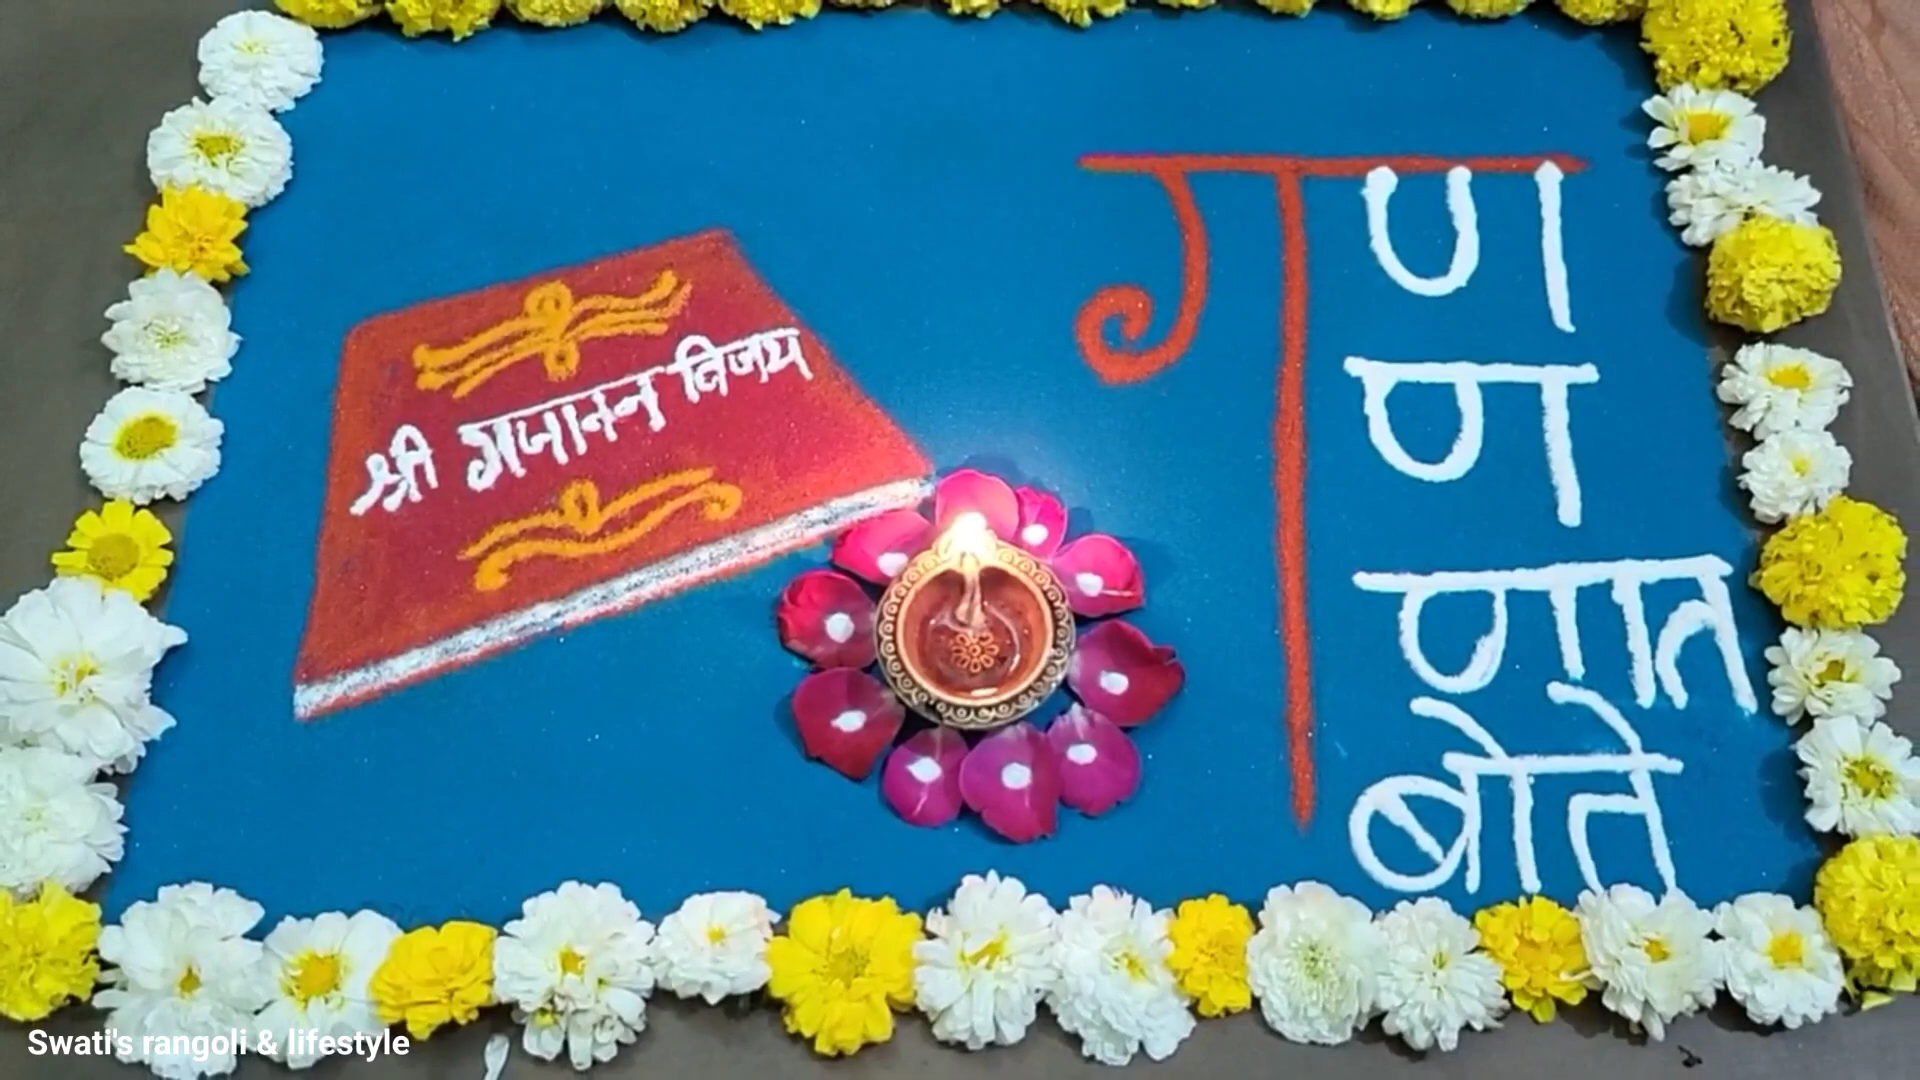 श्री गजानन विजय
गण
गण
गणात
बोते
Swati's rangoli & lifestyle